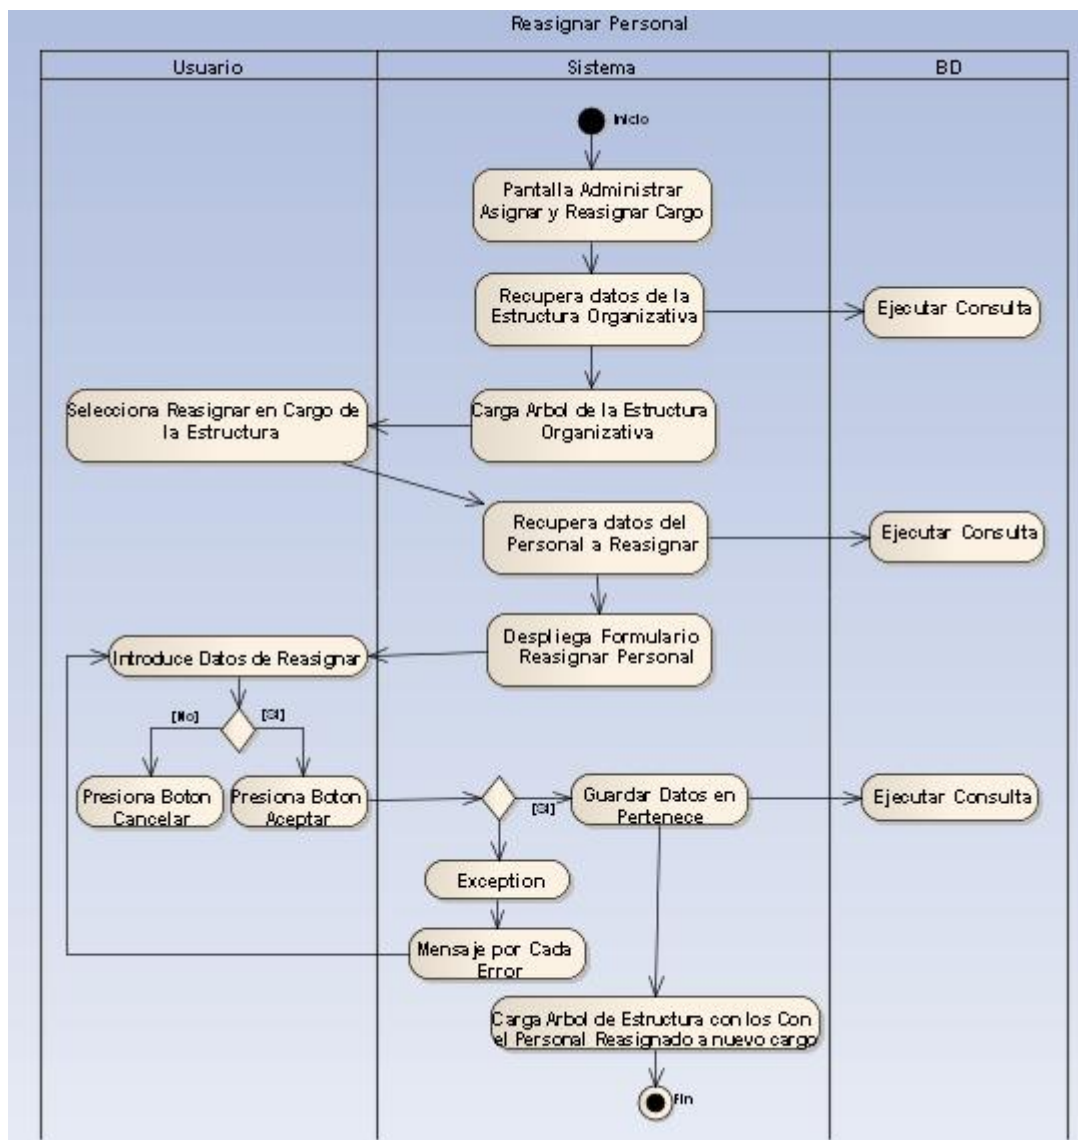 Reasignar Personal
Usuario
Sistema
BD
Inicio
Pantalla Administrar
Asignar y Reasignar Cargo
Recupera datos de la
Estructura Organizativa
Ejecutar Consulta
Selecciona Reasignar en Cargo de
la Estructura
Carga Arbol de la Estructura
Organizativa
Recupera datos del
Personal a Reasignar
Ejecutar Consulta
Despliega Formulario
Reasignar Personal
Introduce Datos de Reasignar
[No]
[SI]
Presiona Boton
Cancelar
Presiona Boton
Aceptar
[SI]
Guardar Datos en
Pertenece
Ejecutar Consulta
Exception
Mensaje por Cada
Error
Carga Arbol de Estructura con los Con
el Personal Reasignado a nuevo cargo
Fin